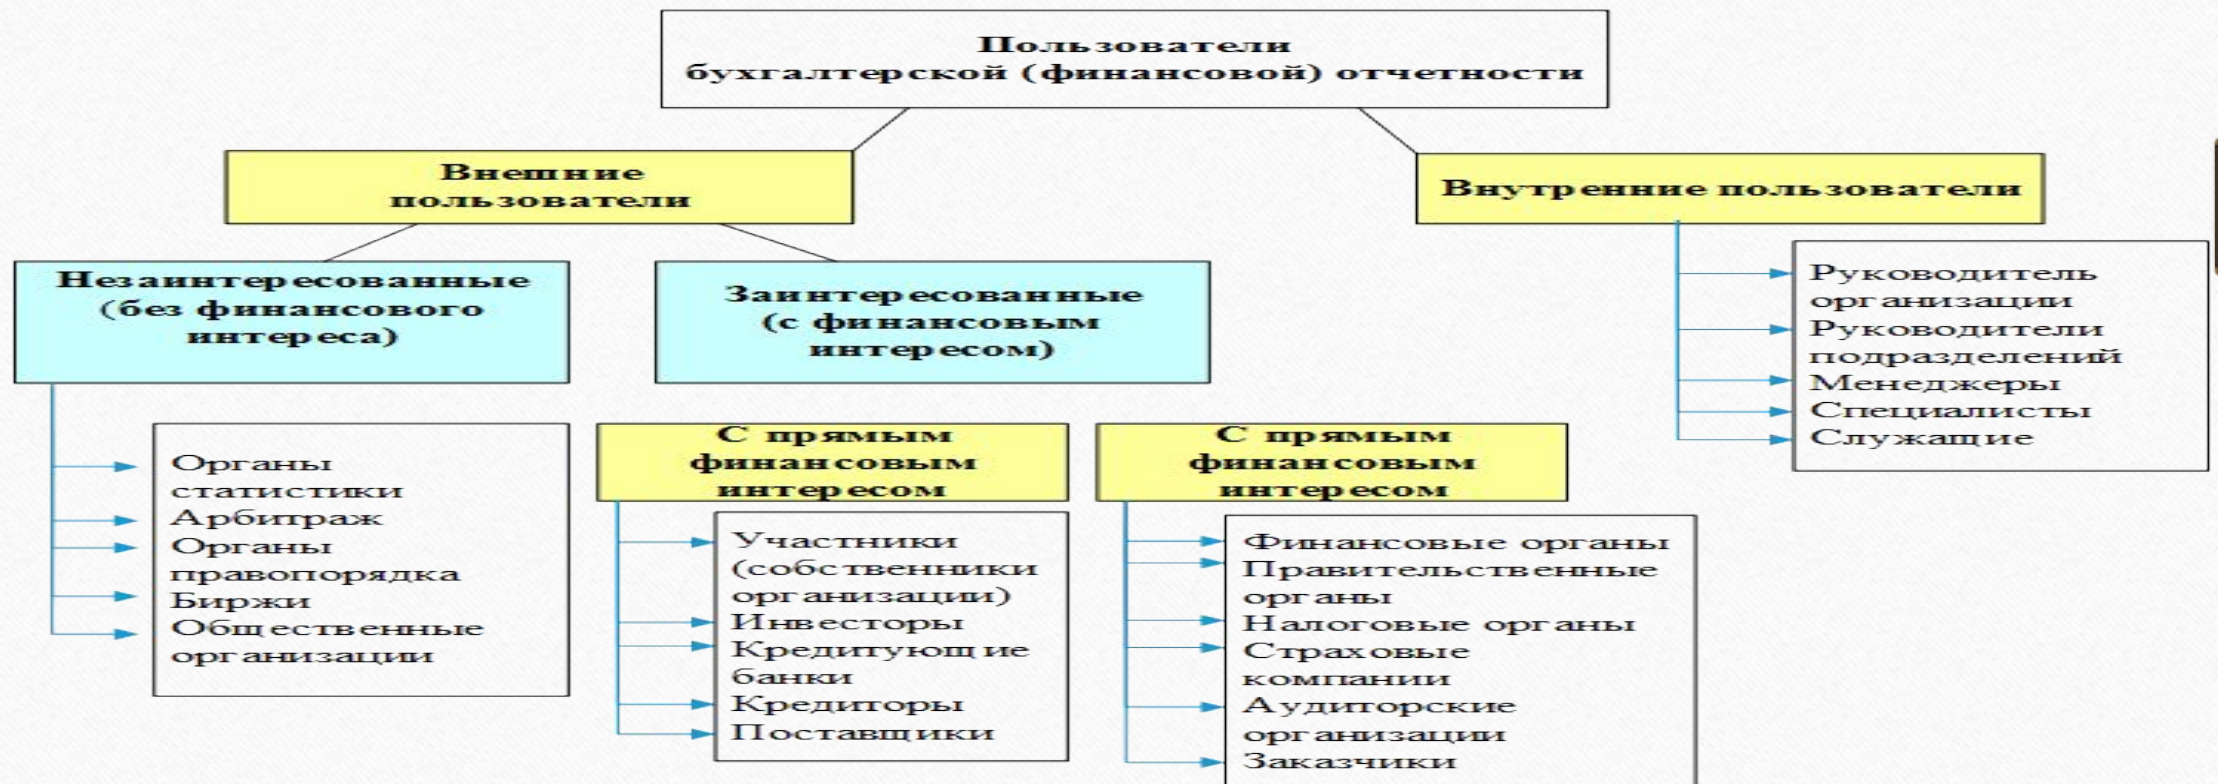 Пользователи
бухгалтерской (финансовой) отчетности
Внешние
пользователи
Внутренние пользователи
Незаинтересованные
(без финансового
интереса)
Заинтересованные
(с финансовым
интересом)
Руководитель
организации
Руководители
подразделений
Менеджеры
Специалисты
Служащие
Органы
статистики
Арбитраж
Органы
правопорядка
Биржи
Общественные
организации
С прямым
финансовым
интересом
Участники
(собственники
организации)
Инвесторы
Кредитующие
банки
Кредиторы
Поставщики
С прямым
финансовым
интересом
Финансовые органы
Правительственные
органы
Налоговые органы
Страховые
компании
Аудиторские
организации
Заказчики